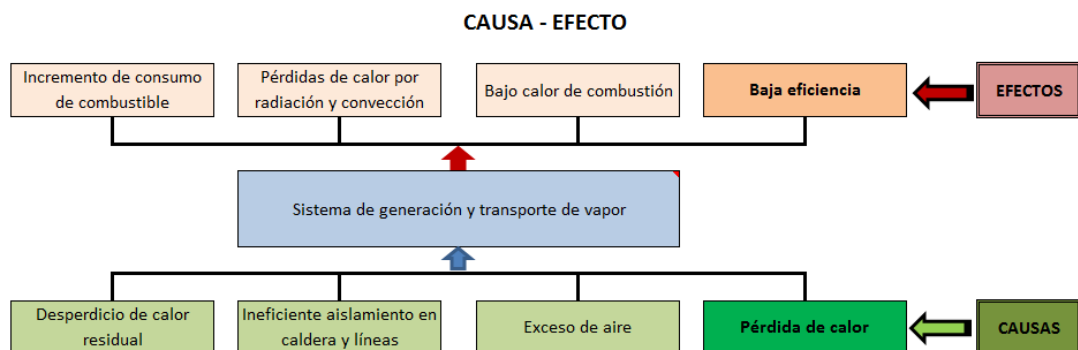 CAUSA - EFECTO
Incremento de consumo
de combustible
Pérdidas de calor por
radiación y convección
Bajo calor de combustión
Baja eficiencia
EFECTOS
Sistema de generación y transporte de vapor
Desperdicio de calor
residual
Ineficiente aislamiento en
caldera y líneas
Exceso de aire
Pérdida de calor
CAUSAS